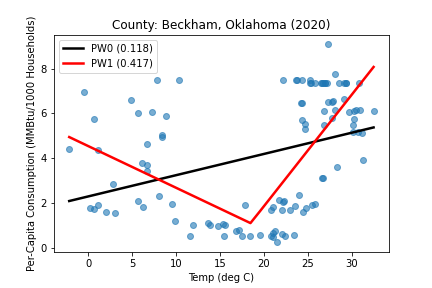 County: Beckham, Oklahoma (2020)
PW0 (0.118)
PW1 (0.417)
Per-Capita Consumption (MMBtu/1000 Households)
8
6
4
2
0
0
5
10
15
20
25
30
Temp (deg C)